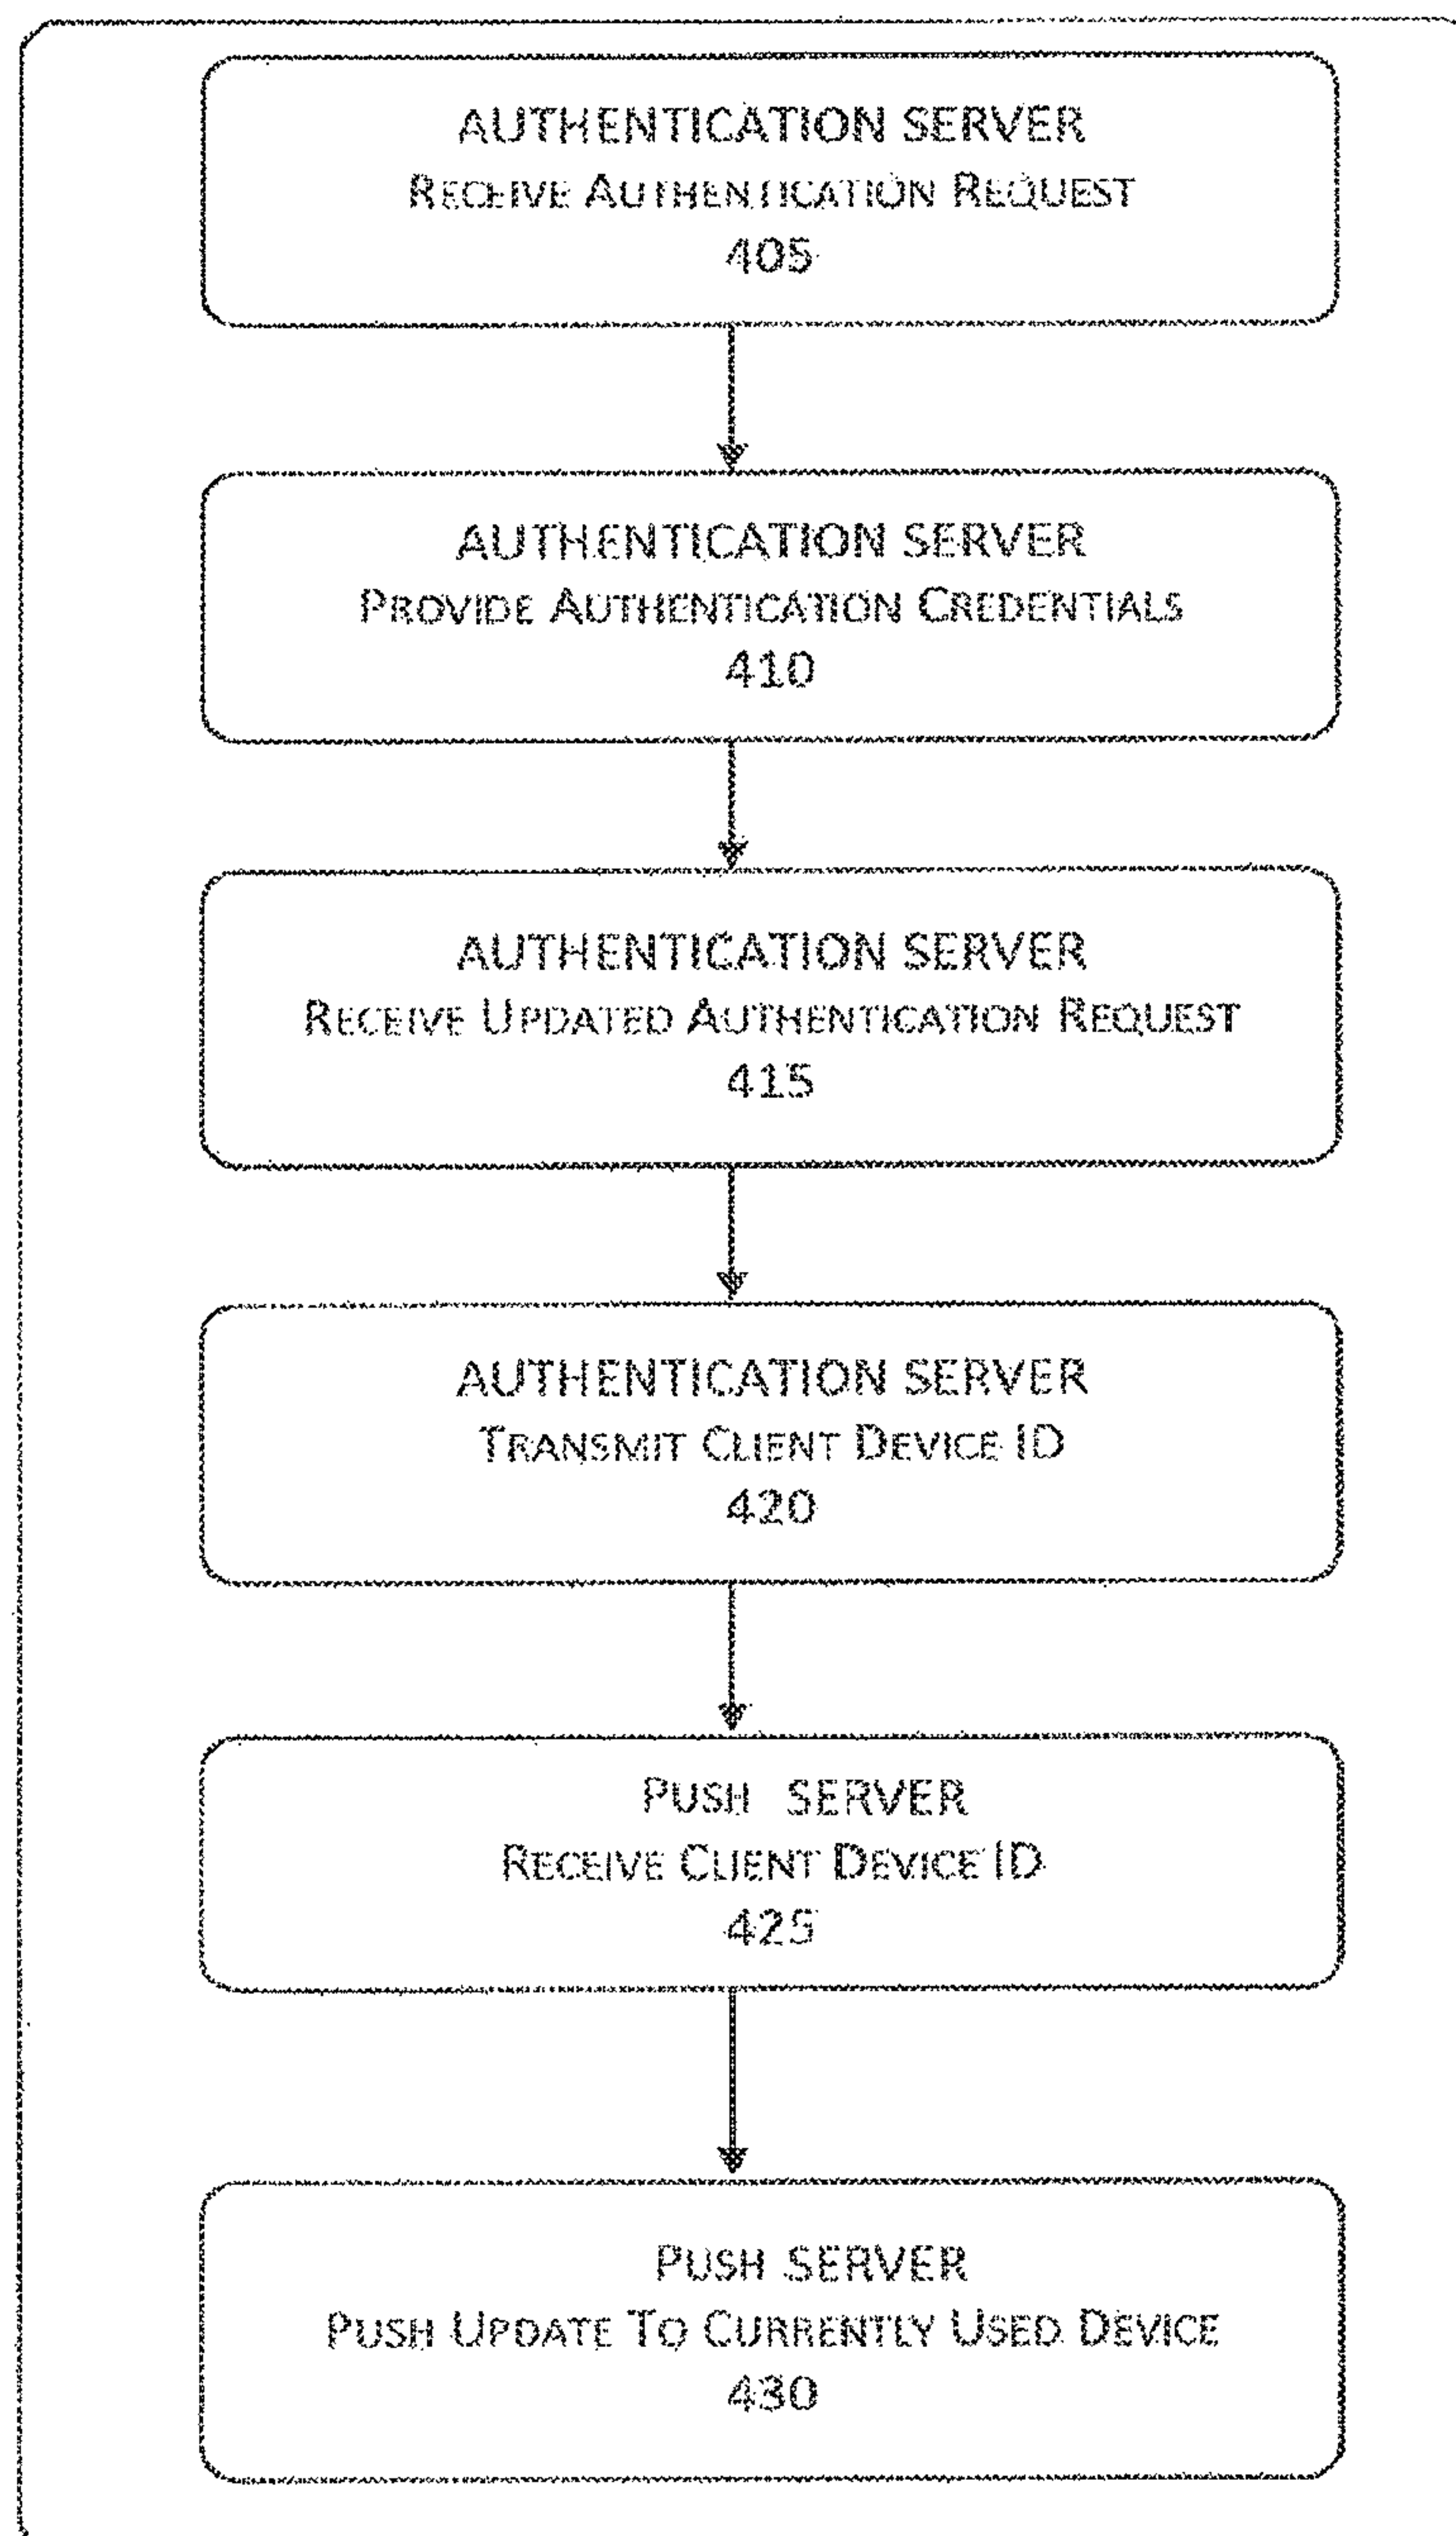 AUTHENTICATION SERVER
RECEIVE AUTHENTICATION REQUEST
405
AUTHENTICATION SERVER
PROVIDE AUTHENTICATION CREDENTIALS
410
AUTHENTICATION SERVER
RECEIVE UPDATED AUTHENTICATION REQUEST
415
AUTHENTICATION SERVER
TRANSMIT CLIENT DEVICE ID
420
PUSH SERVER
RECEIVE CLIENT DEVICE ID
425
PUSH SERVER
PUSH UPDATE TO CURRENTLY USED DEVICE
430